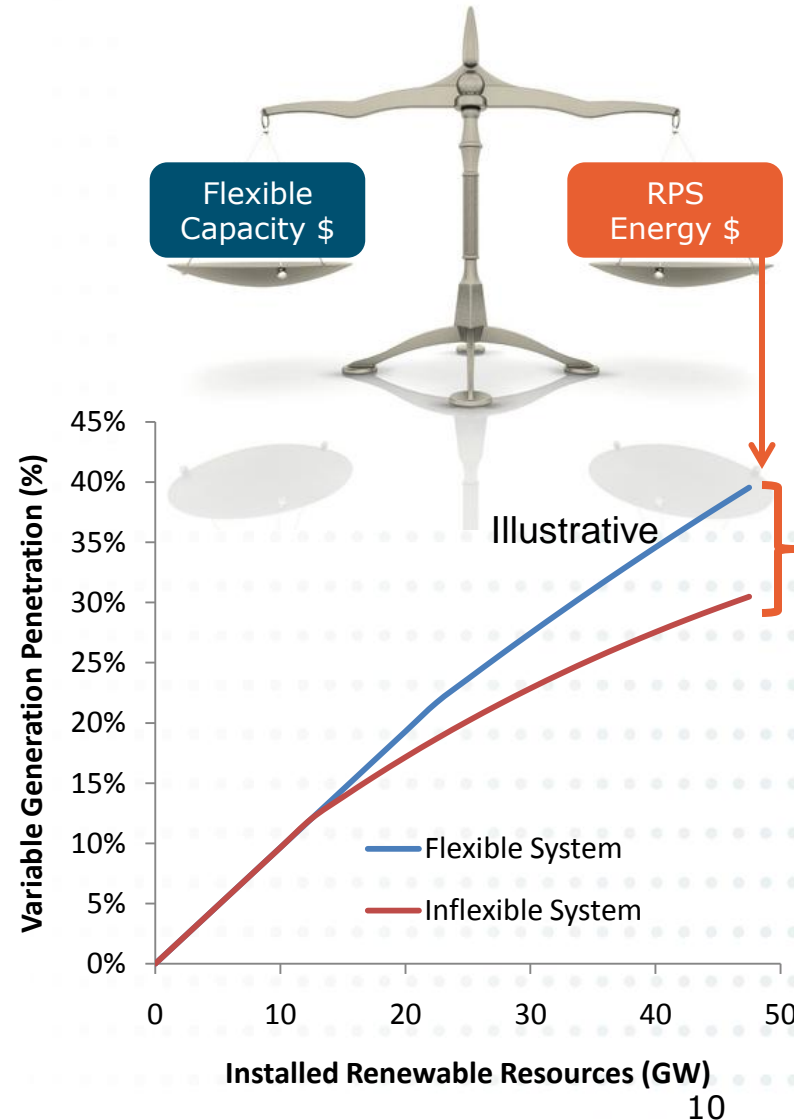 Flexible
Capacity $
RPS
Energy $
Variable Generation Penetration (%)
45%
40%
35%
30%
25%
20%
15%
10%
5%
0%
Illustrative
Flexible System
Inflexible System
0
10
20
30
40
50
Installed Renewable Resources (GW)
10